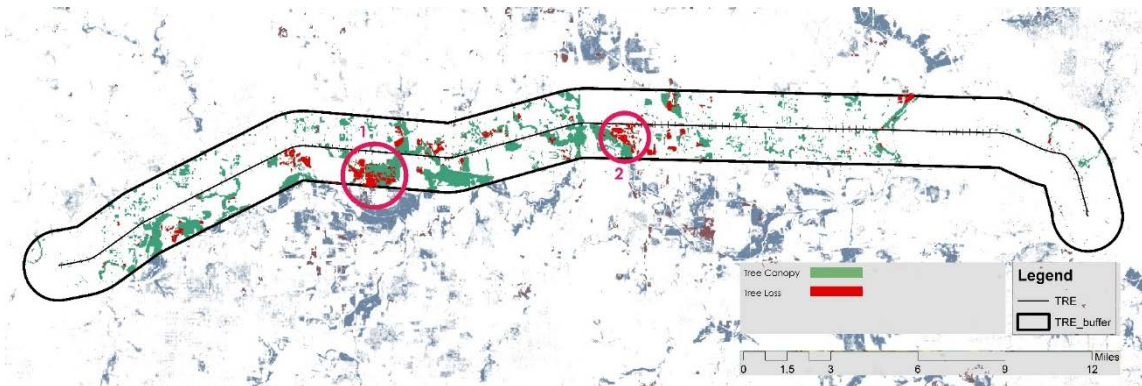 1
2
Tree Canopy
Tree Loss
Legend
TRE
TRE_buffer
0 1.5 3 6 9 12 Miles